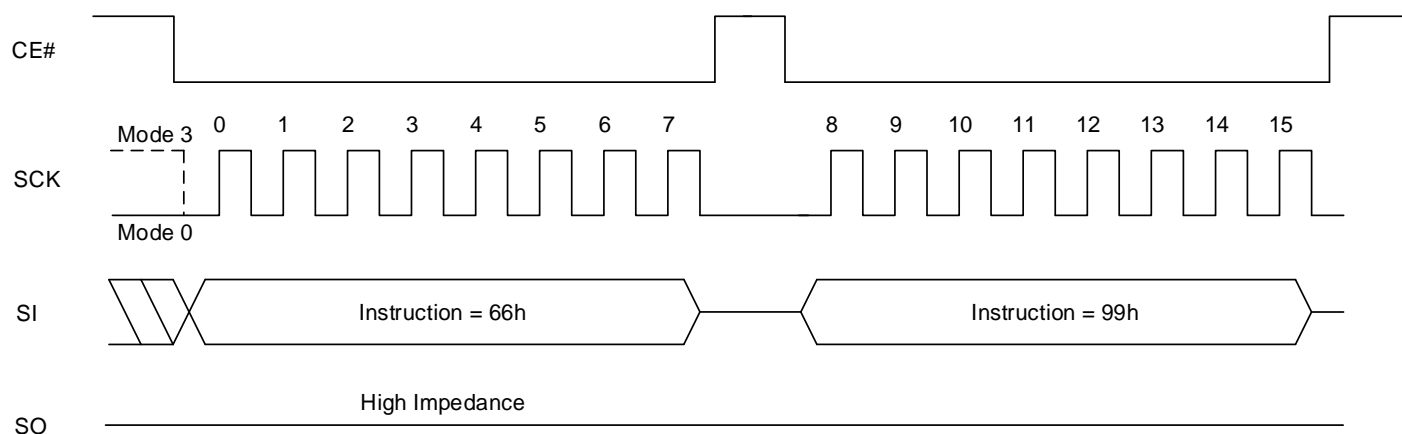 CE#
Mode 3
0 1 2 3 4 5 6 7 8 9 10 11 12 13 14 15
SCK
Mode 0
SI
Instruction = 66h
Instruction = 99h
High Impedance
SO